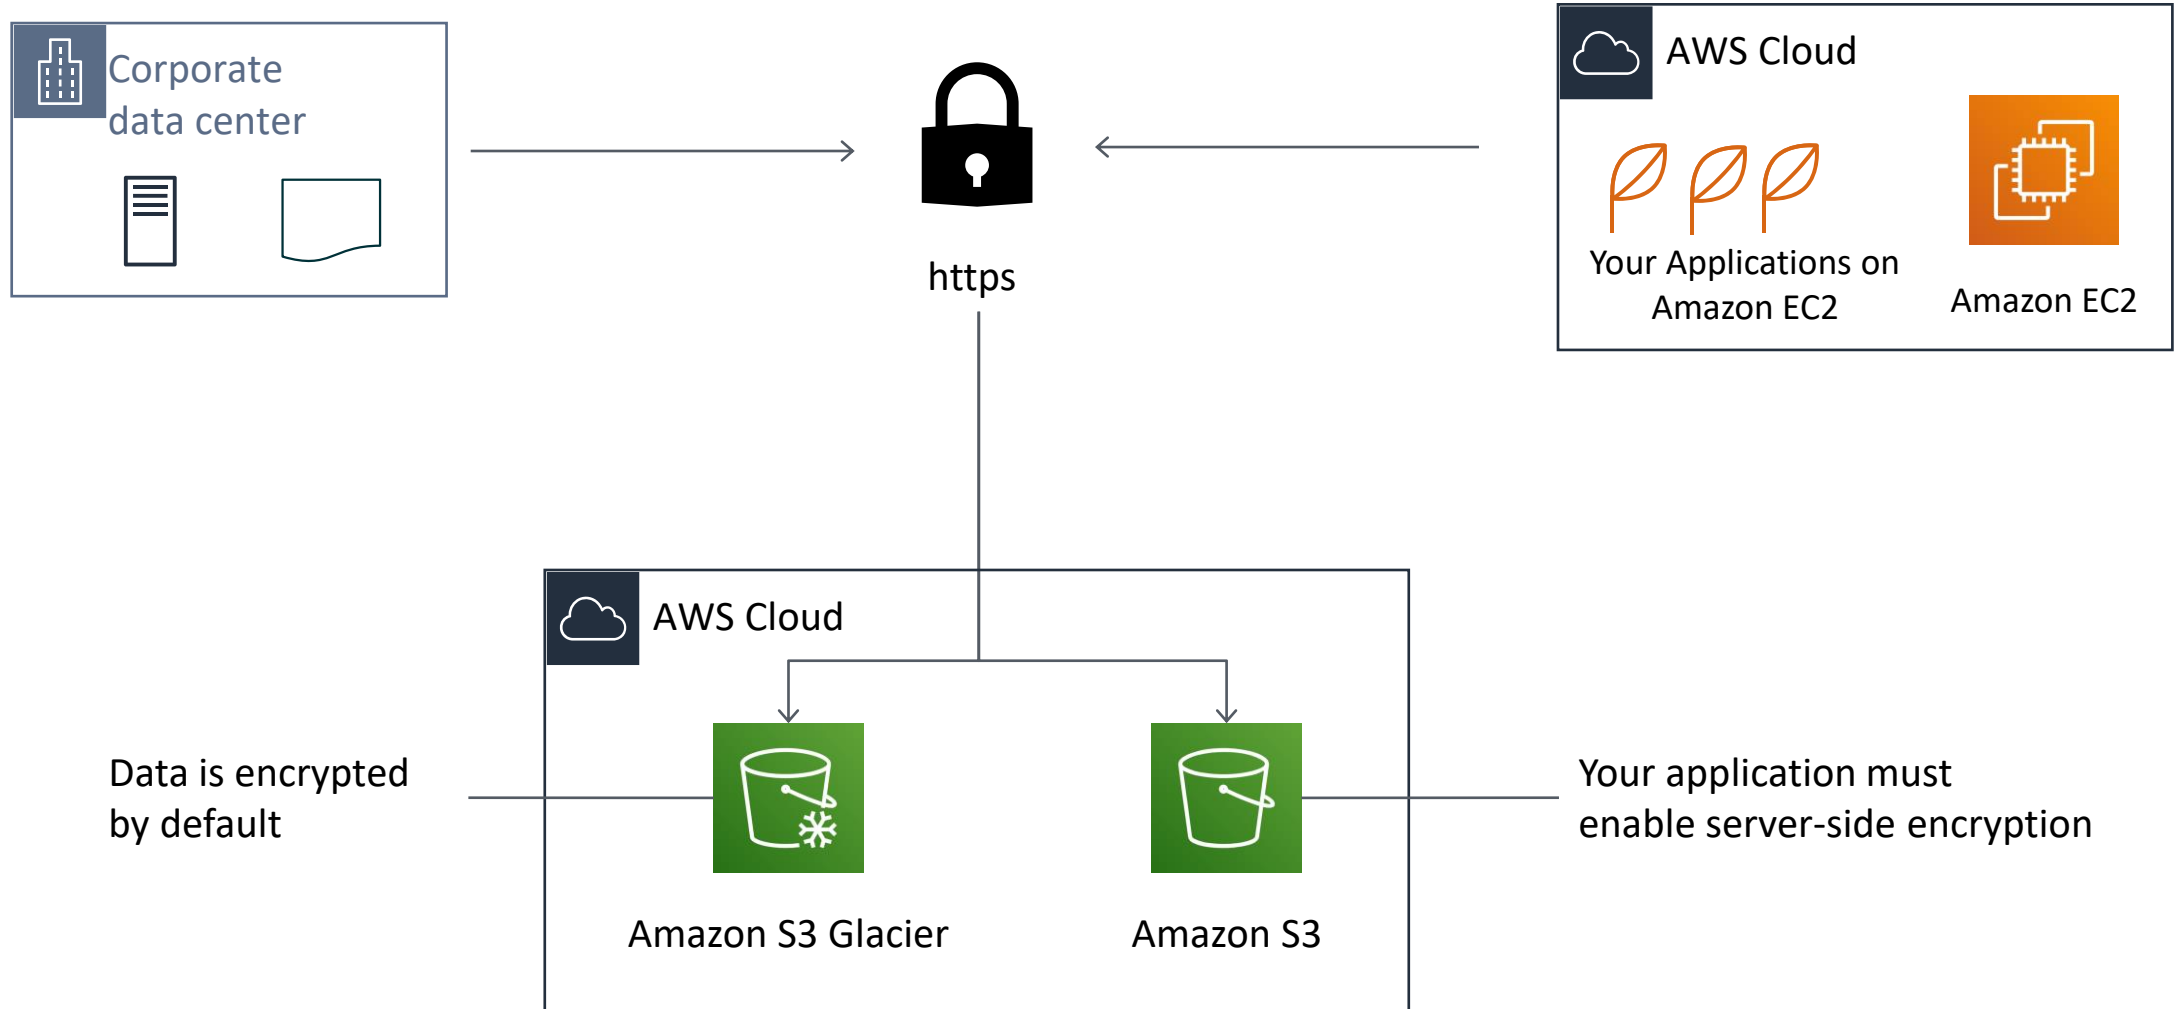 Corporate
data center
https
AWS Cloud
Your Applications on
Amazon EC2
Amazon EC2
AWS Cloud
Data is encrypted
by default
Amazon S3 Glacier
Amazon S3
Your application must
enable server-side encryption